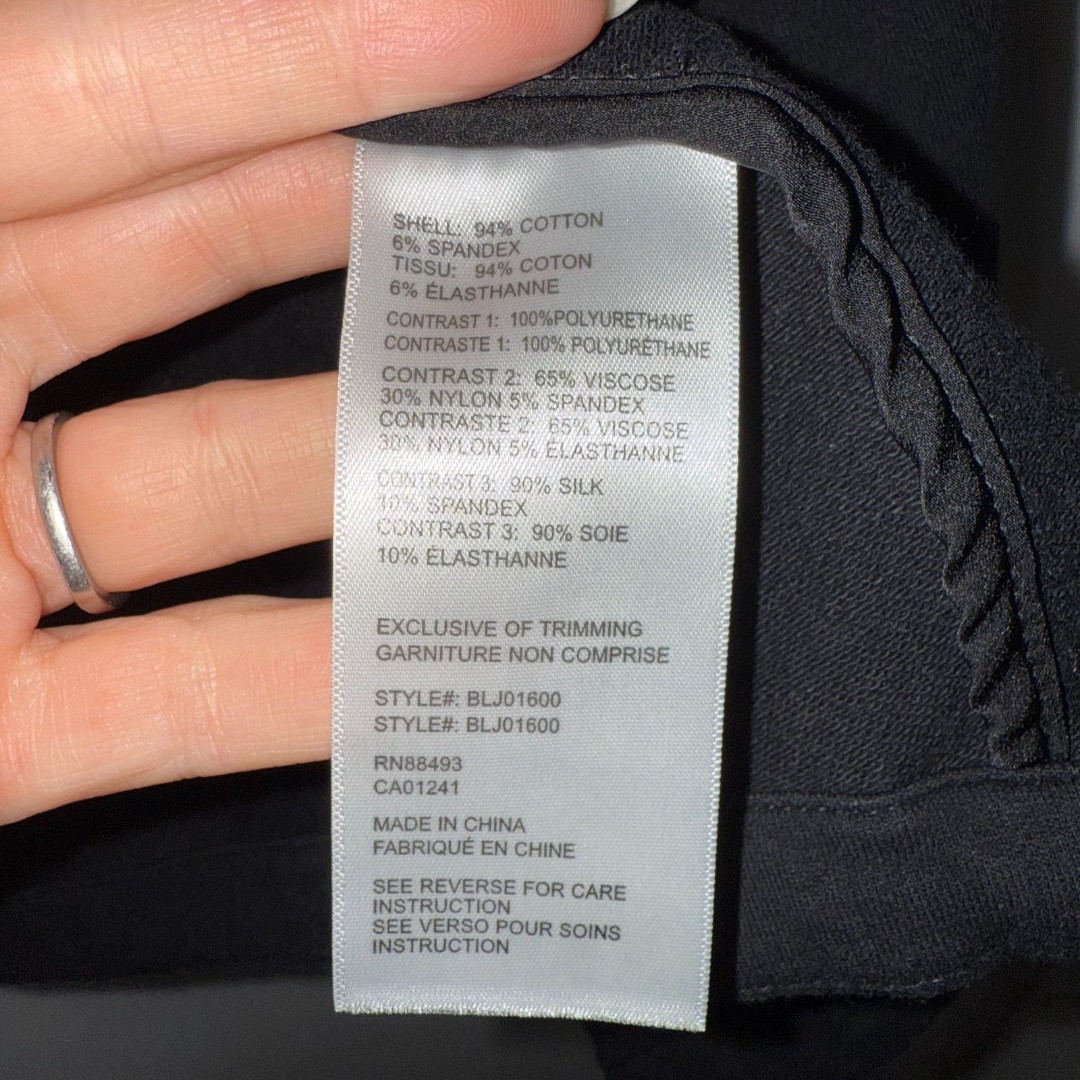 SHELL: 94% COTTON
6% SPANDEX
TISSU: 94% COTON
6% ÉLASTHANNE
CONTRAST 1: 100%POLYURETHANE
CONTRASTE 1: 100% POLYURÉTHANE
CONTRAST 2: 65% VISCOSE
30% NYLON 5% SPANDEX
CONTRASTE 2: 65% VISCOSE
30% NYLON 5% ÉLASTHANNE
CONTRAST 3: 90% SILK
10% SPANDEX
CONTRAST 3: 90% SOIE
10% ÉLASTHANNE
EXCLUSIVE OF TRIMMING
GARNITURE NON COMPRISE
STYLE#: BLJ01600
STYLE#: BLJ01600
RN88493
CA01241
MADE IN CHINA
FABRIQUÉ EN CHINE
SEE REVERSE FOR CARE
INSTRUCTION
SEE VERSO POUR SOINS
INSTRUCTION